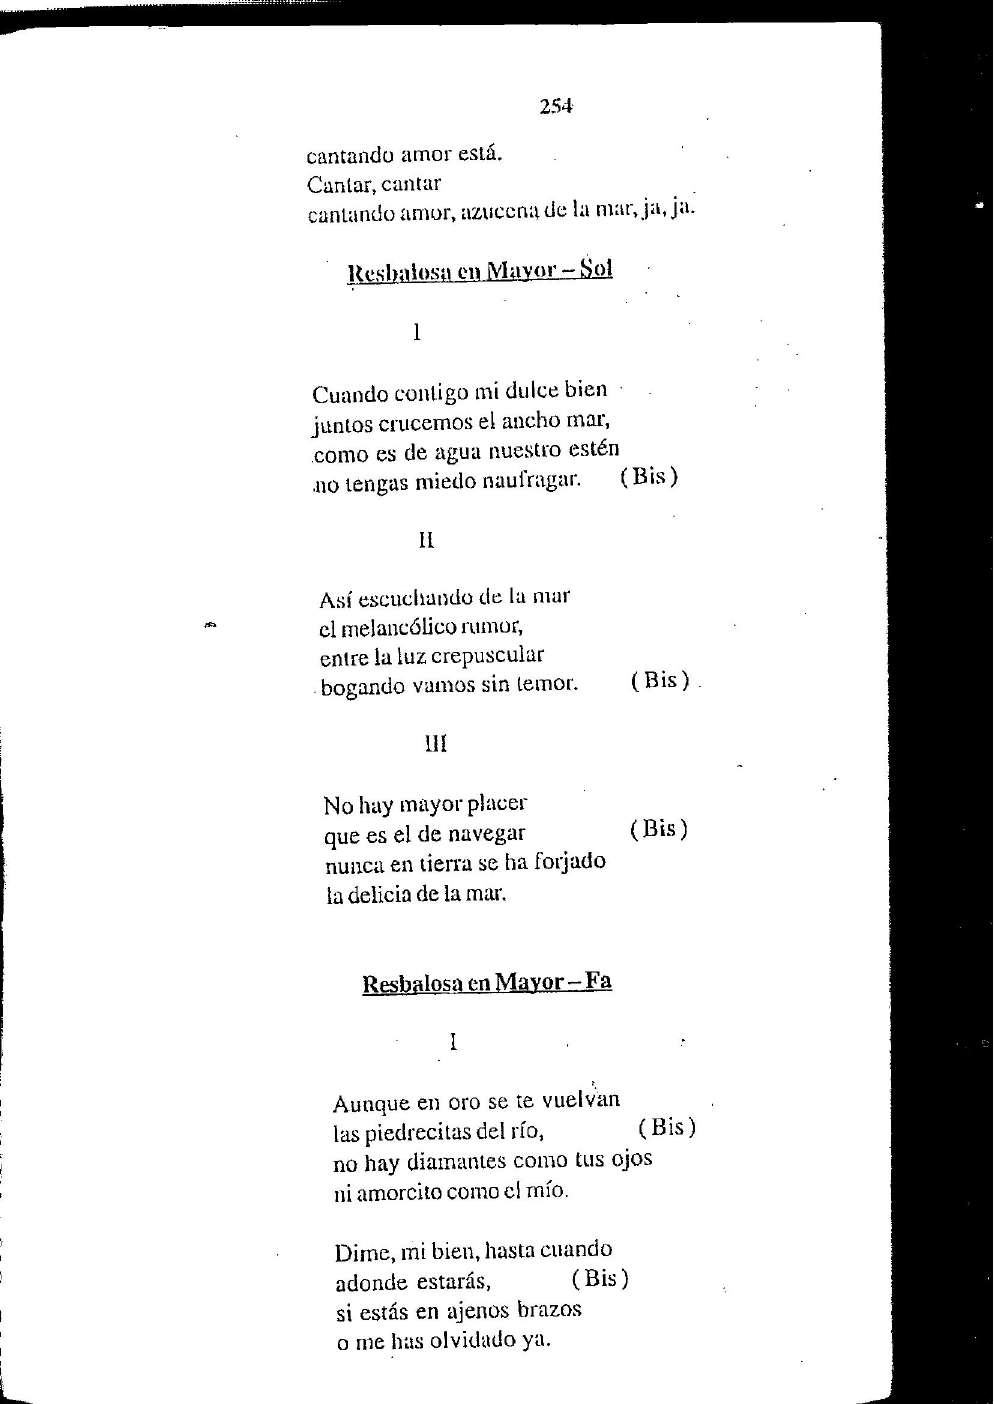 254
cantando amor está.
Cantar, cantar
cantando amor, azucena de la mar, ja, ja.
Resbalosa en Mayor – Sol
I
Cuando contigo mi dulce bien
juntos crucemos el ancho mar,
como es de agua nuestro estén
no tengas miedo naufragar. (Bis)
II
Así escuchando de la mar
el melancólico rumor,
entre la luz crepuscular
bogando vamos sin temor. (Bis)
III
No hay mayor placer
que es el de navegar (Bis)
nunca en tierra se ha forjado
la delicia de la mar.
Resbalosa en Mayor – Fa
I
Aunque en oro se te vuelvan
las piedrecitas del río, (Bis)
no hay diamantes como tus ojos
ni amorcito como el mío.
Dime, mi bien, hasta cuando
adonde estarás, (Bis)
si estás en ajenos brazos
o me has olvidado ya.